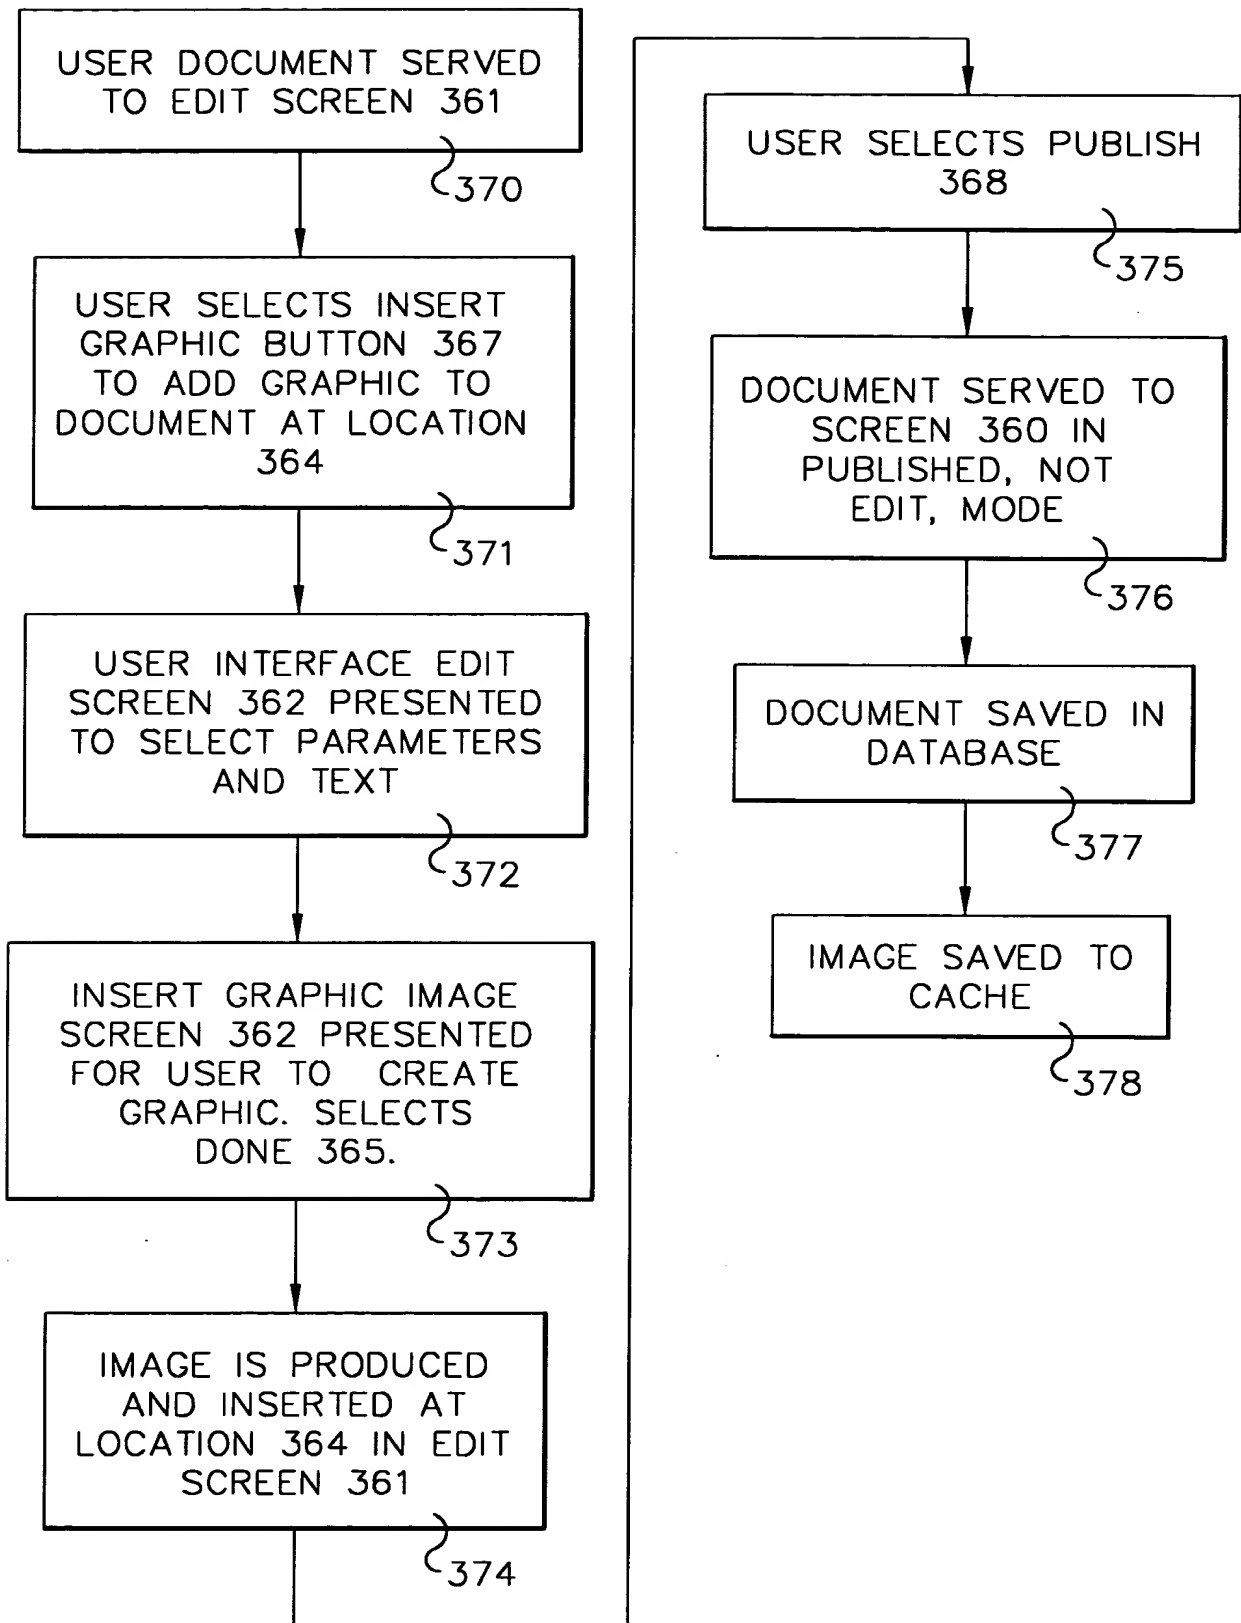 USER DOCUMENT SERVED
TO EDIT SCREEN 361
370
USER SELECTS INSERT
GRAPHIC BUTTON 367
TO ADD GRAPHIC TO
DOCUMENT AT LOCATION
364
371
USER INTERFACE EDIT
SCREEN 362 PRESENTED
TO SELECT PARAMETERS
AND TEXT
372
INSERT GRAPHIC IMAGE
SCREEN 362 PRESENTED
FOR USER TO CREATE
GRAPHIC. SELECTS
DONE 365.
373
IMAGE IS PRODUCED
AND INSERTED AT
LOCATION 364 IN EDIT
SCREEN 361
374
USER SELECTS PUBLISH
368
375
DOCUMENT SERVED TO
SCREEN 360 IN
PUBLISHED, NOT
EDIT, MODE
376
DOCUMENT SAVED IN
DATABASE
377
IMAGE SAVED TO
CACHE
378